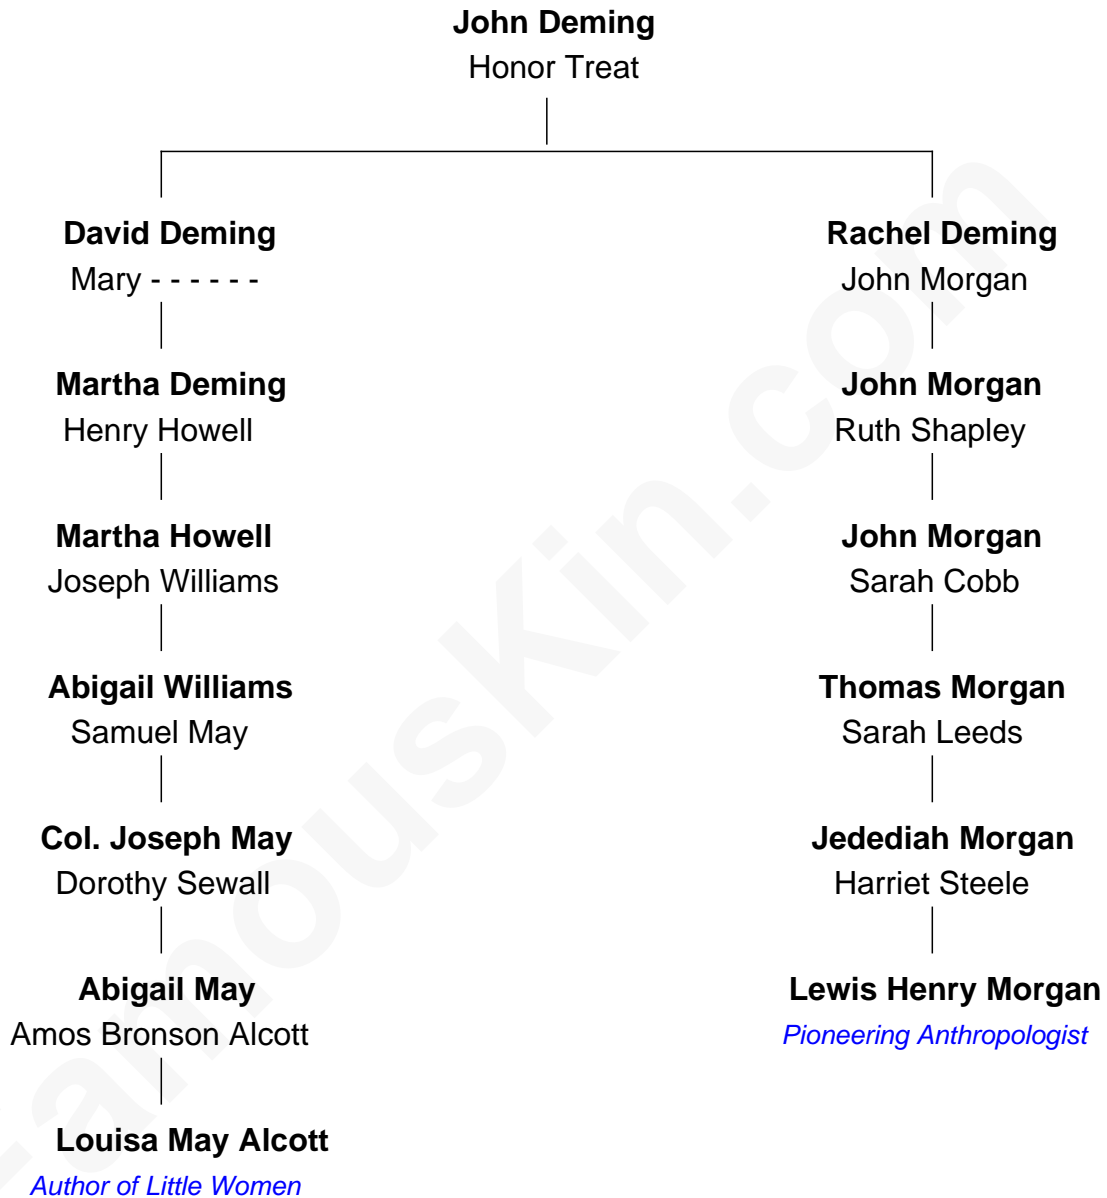 John Deming
Honor Treat
David Deming
Mary - - - - - -
Rachel Deming
John Morgan
Martha Deming
Henry Howell
John Morgan
Ruth Shapley
Martha Howell
Joseph Williams
John Morgan
Sarah Cobb
Abigail Williams
Samuel May
Thomas Morgan
Sarah Leeds
Col. Joseph May
Dorothy Sewall
Jedediah Morgan
Harriet Steele
Abigail May
Amos Bronson Alcott
Lewis Henry Morgan
Pioneering Anthropologist
Louisa May Alcott
Author of Little Women
FamousKin.com